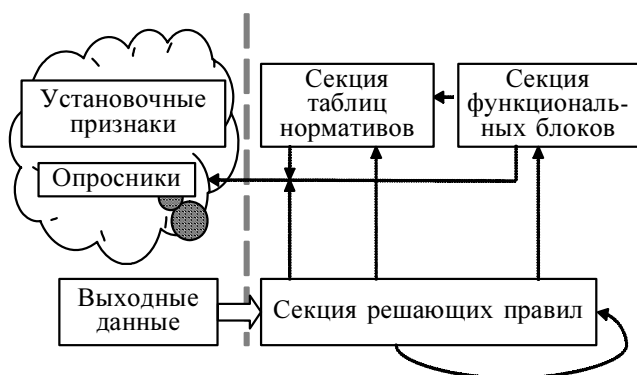 Установочные
признаки
Опросники
Секция
таблиц
нормативов
Секция
функциональ-
ных блоков
Выходные
данные
Секция решающих правил